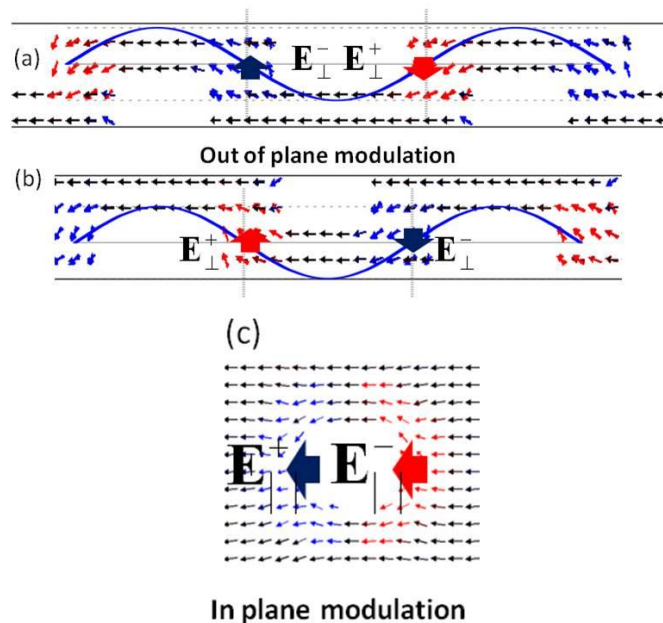 (a) E⊥⁻ E⊥⁺
Out of plane modulation
(b)
E⊥⁺ E⊥⁻
(c)
E||⁺ E||⁻
In plane modulation